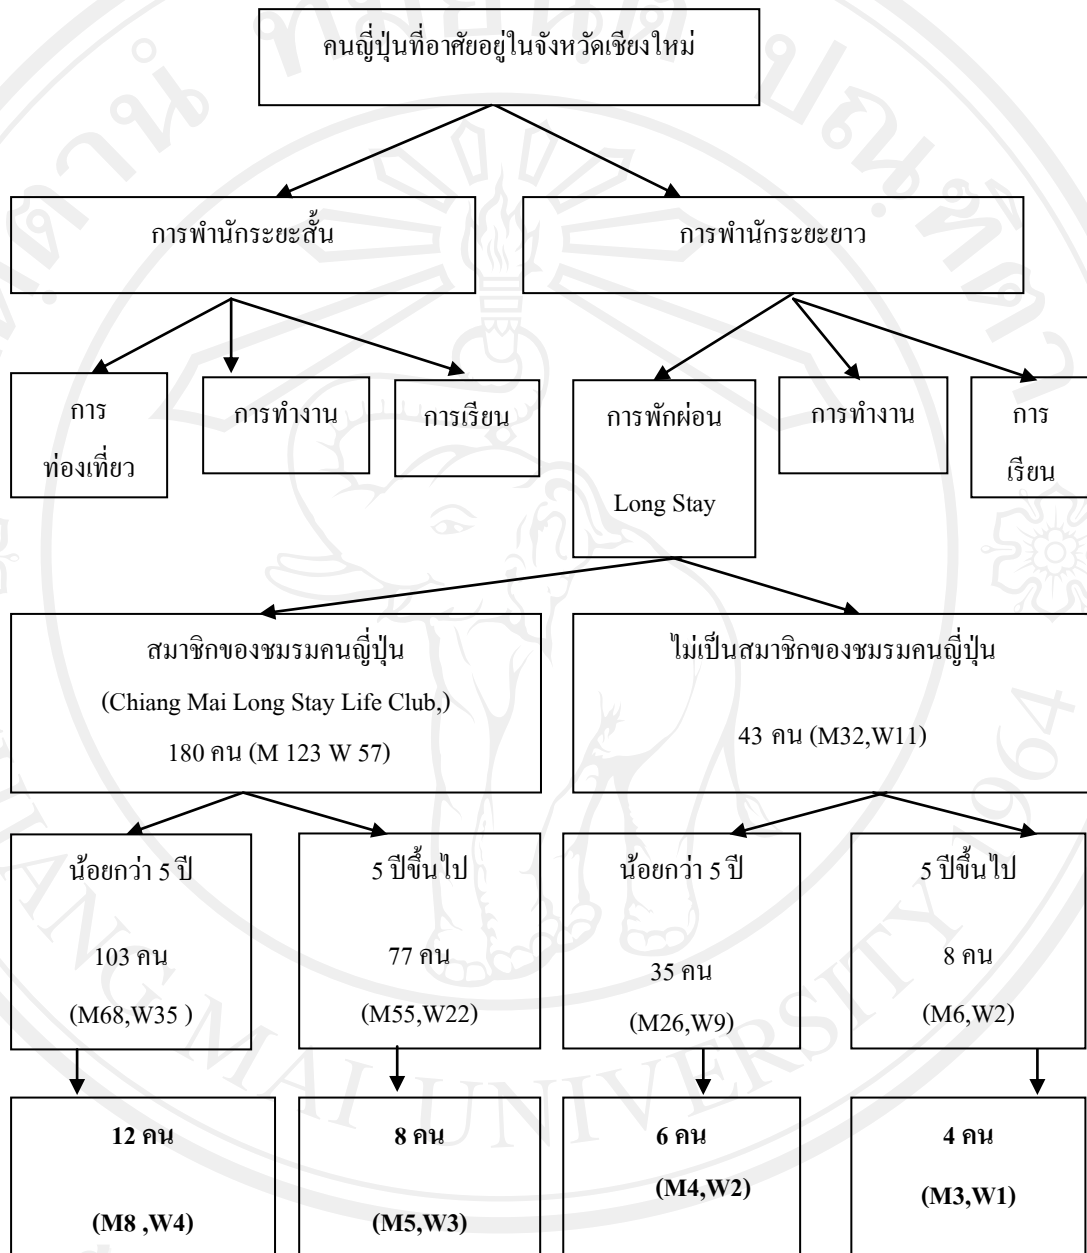 คนญี่ปุ่นที่อาศัยอยู่ในจังหวัดเชียงใหม่
การพำนักระยะสั้น
การพำนักระยะยาว
การ
ท่องเที่ยว
การทำงาน
การเรียน
การพักผ่อน
Long Stay
การทำงาน
การ
เรียน
สมาชิกของชมรมคนญี่ปุ่น
(Chiang Mai Long Stay Life Club,)
180 คน (M 123 W 57)
ไม่เป็นสมาชิกของชมรมคนญี่ปุ่น
43 คน (M32,W11)
น้อยกว่า 5 ปี
103 คน
(M68,W35 )
5 ปีขึ้นไป
77 คน
(M55,W22)
น้อยกว่า 5 ปี
35 คน
(M26,W9)
5 ปีขึ้นไป
8 คน
(M6,W2)
12 คน
(M8 ,W4)
8 คน
(M5,W3)
6 คน
(M4,W2)
4 คน
(M3,W1)
MAI UNIVERSITY 1964